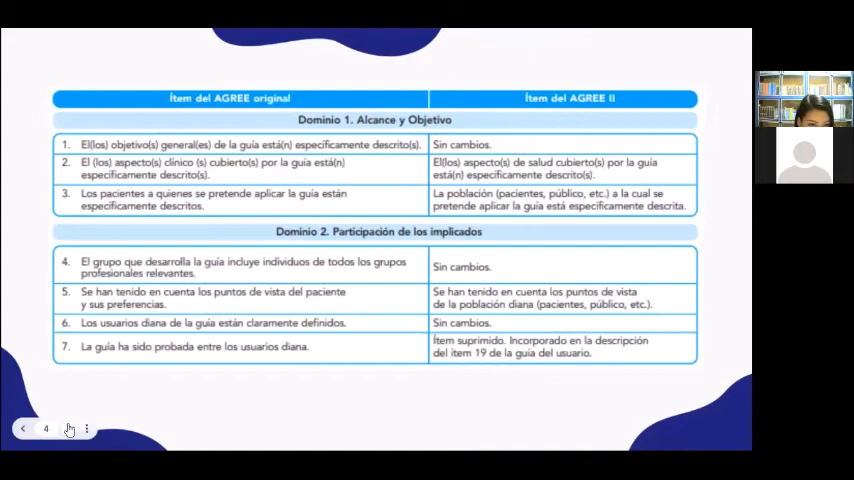 Ítem del AGREE original Ítem del AGREE II
Dominio 1. Alcance y Objetivo
1. El(los) objetivo(s) general(es) de la guía está(n) específicamente descrito(s). Sin cambios.
2. El (los) aspecto(s) clínico (s) cubierto(s) por la guía está(n)
específicamente descrito(s).
El(los) aspecto(s) de salud cubierto(s) por la guía
está(n) específicamente descrito(s).
3. Los pacientes a quienes se pretende aplicar la guía están
específicamente descritos.
La población (pacientes, público, etc.) a la cual se
pretende aplicar la guía está específicamente descrita.
Dominio 2. Participación de los implicados
4. El grupo que desarrolla la guía incluye individuos de todos los grupos
profesionales relevantes.
Sin cambios.
5. Se han tenido en cuenta los puntos de vista del paciente
y sus preferencias.
Se han tenido en cuenta los puntos de vista
de la población diana (pacientes, público, etc.).
6. Los usuarios diana de la guía están claramente definidos. Sin cambios.
7. La guía ha sido probada entre los usuarios diana.
Ítem suprimido. Incorporado en la descripción
del ítem 19 de la guía del usuario.
4